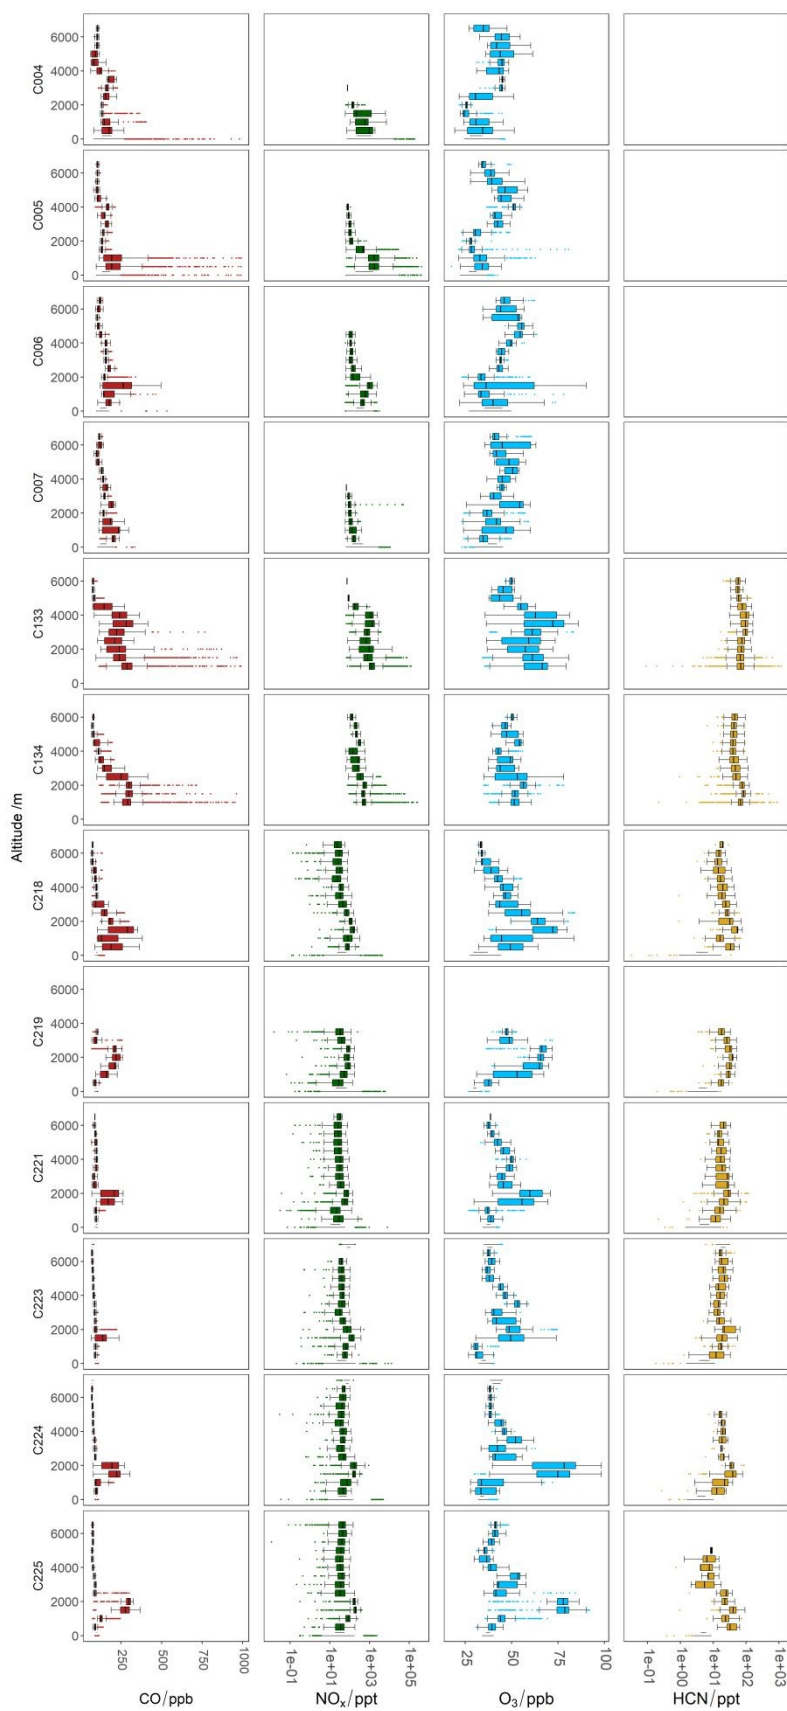 Altitude /m
C004
6000
4000
2000
0
C005
6000
4000
2000
0
C006
6000
4000
2000
0
C007
6000
4000
2000
0
C133
6000
4000
2000
0
C134
6000
4000
2000
0
C218
6000
4000
2000
0
C219
6000
4000
2000
0
C221
6000
4000
2000
0
C223
6000
4000
2000
0
C224
6000
4000
2000
0
C225
6000
4000
2000
0
250 500 750 1000
1e-01 1e+01 1e+03 1e+05
25 50 75 100
1e-01 1e+00 1e+01 1e+02 1e+03
CO/ppb
NOₓ/ppt
O₃/ppb
HCN/ppt